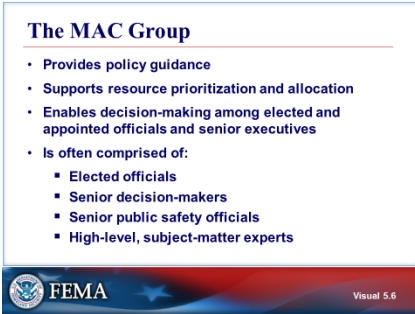 The MAC Group
• Provides policy guidance
• Supports resource prioritization and allocation
• Enables decision-making among elected and
appointed officials and senior executives
• Is often comprised of:
▪ Elected officials
▪ Senior decision-makers
▪ Senior public safety officials
▪ High-level, subject-matter experts
FEMA
Visual 5.6